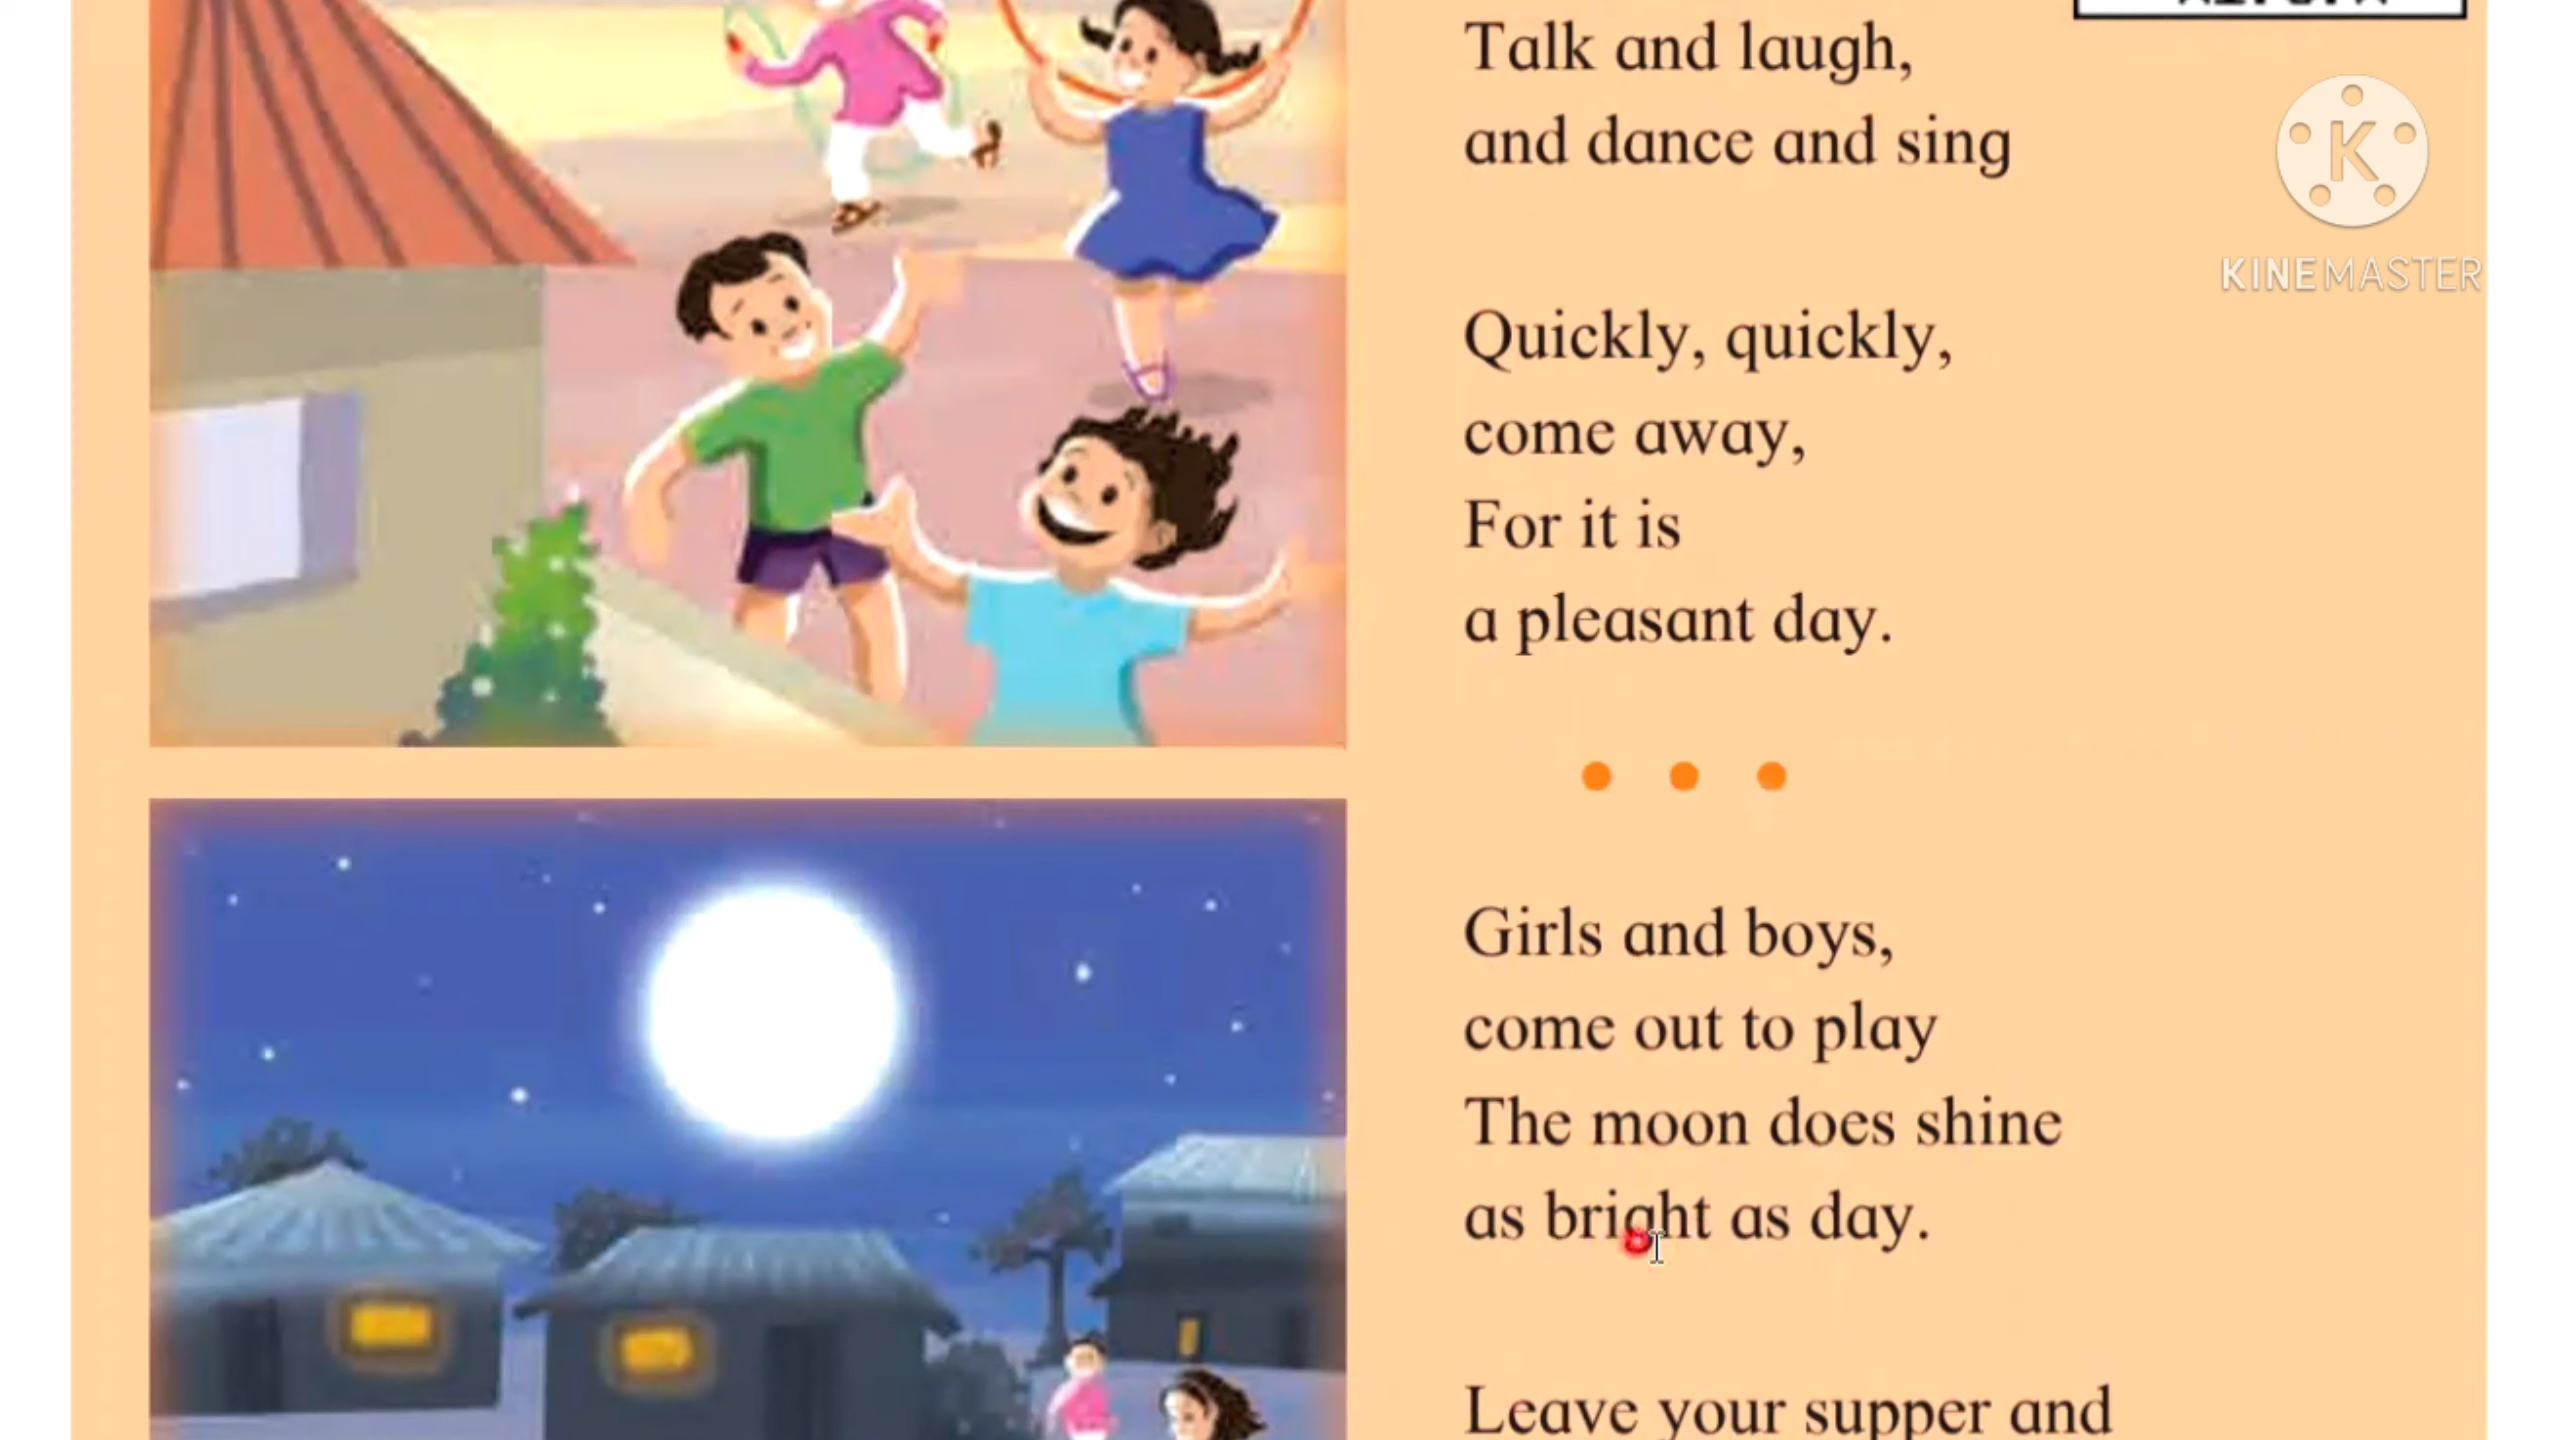 Talk and laugh,
and dance and sing
Quickly, quickly,
come away,
For it is
a pleasant day.
Girls and boys,
come out to play
The moon does shine
as bright as day.
Leave your supper and
K
KINEMASTER